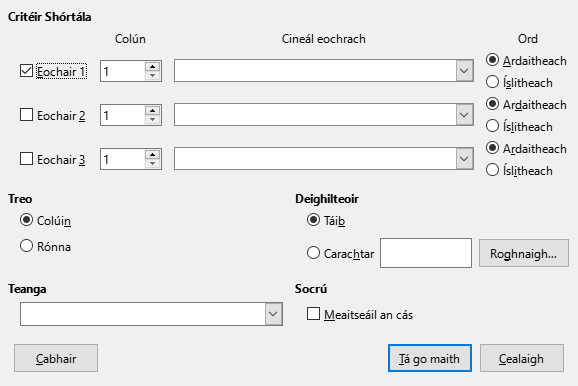 Critéir Shórtála
Colún Cineál eochrach Ord
Eochair 1 1 Ardaitheach
Íslitheach
Eochair 2 1 Ardaitheach
Íslitheach
Eochair 3 1 Ardaitheach
Íslitheach
Treo Deighilteoir
Colúin Táib
Rónna Carachtar Roghnaigh...
Teanga Socrú
Meaitseáil an cás
Cabhair Tá go maith Cealaigh